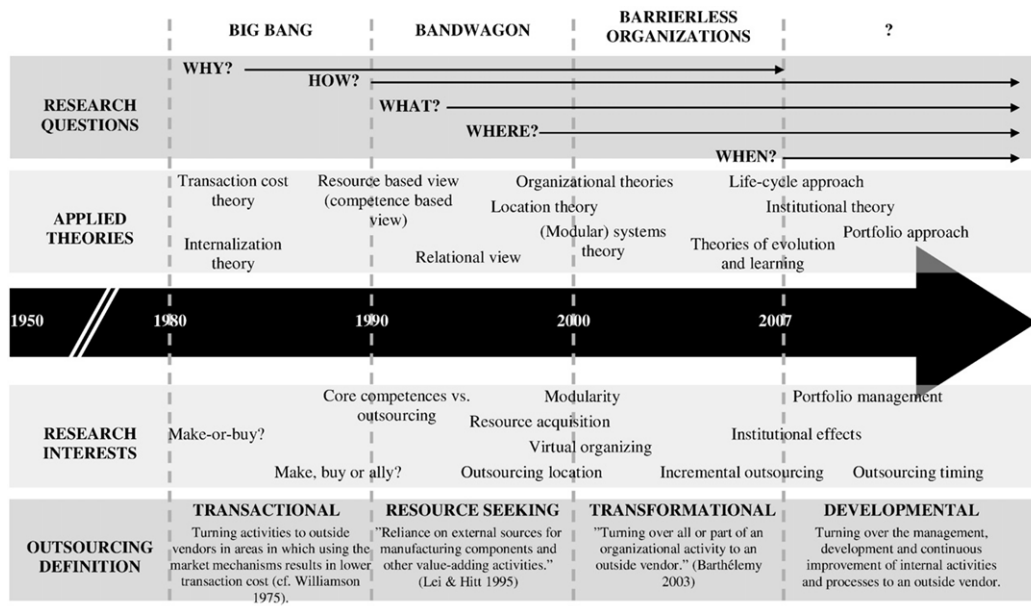 BIG BANG
BANDWAGON
BARRIERLESS
ORGANIZATIONS
?
RESEARCH
QUESTIONS
WHY?
HOW?
WHAT?
WHERE?
WHEN?
APPLIED
THEORIES
Transaction cost
theory
Resource based view
(competence based
view)
Organizational theories
Life-cycle approach
Location theory
Institutional theory
(Modular) systems
theory
Portfolio approach
Internalization
theory
Relational view
Theories of evolution
and learning
1950
1980
1990
2000
2007
RESEARCH
INTERESTS
Core competences vs.
outsourcing
Modularity
Portfolio management
Resource acquisition
Make-or-buy?
Virtual organizing
Institutional effects
Make, buy or ally?
Outsourcing location
Incremental outsourcing
Outsourcing timing
OUTSOURCING
DEFINITION
TRANSACTIONAL
Turning activities to outside
vendors in areas in which using the
market mechanisms results in lower
transaction cost (cf. Williamson
1975).
RESOURCE SEEKING
”Reliance on external sources for
manufacturing components and
other value-adding activities.”
(Lei & Hitt 1995)
TRANSFORMATIONAL
”Turning over all or part of an
organizational activity to an
outside vendor.” (Barthélemy
2003)
DEVELOPMENTAL
Turning over the management,
development and continuous
improvement of internal activities
and processes to an outside vendor.